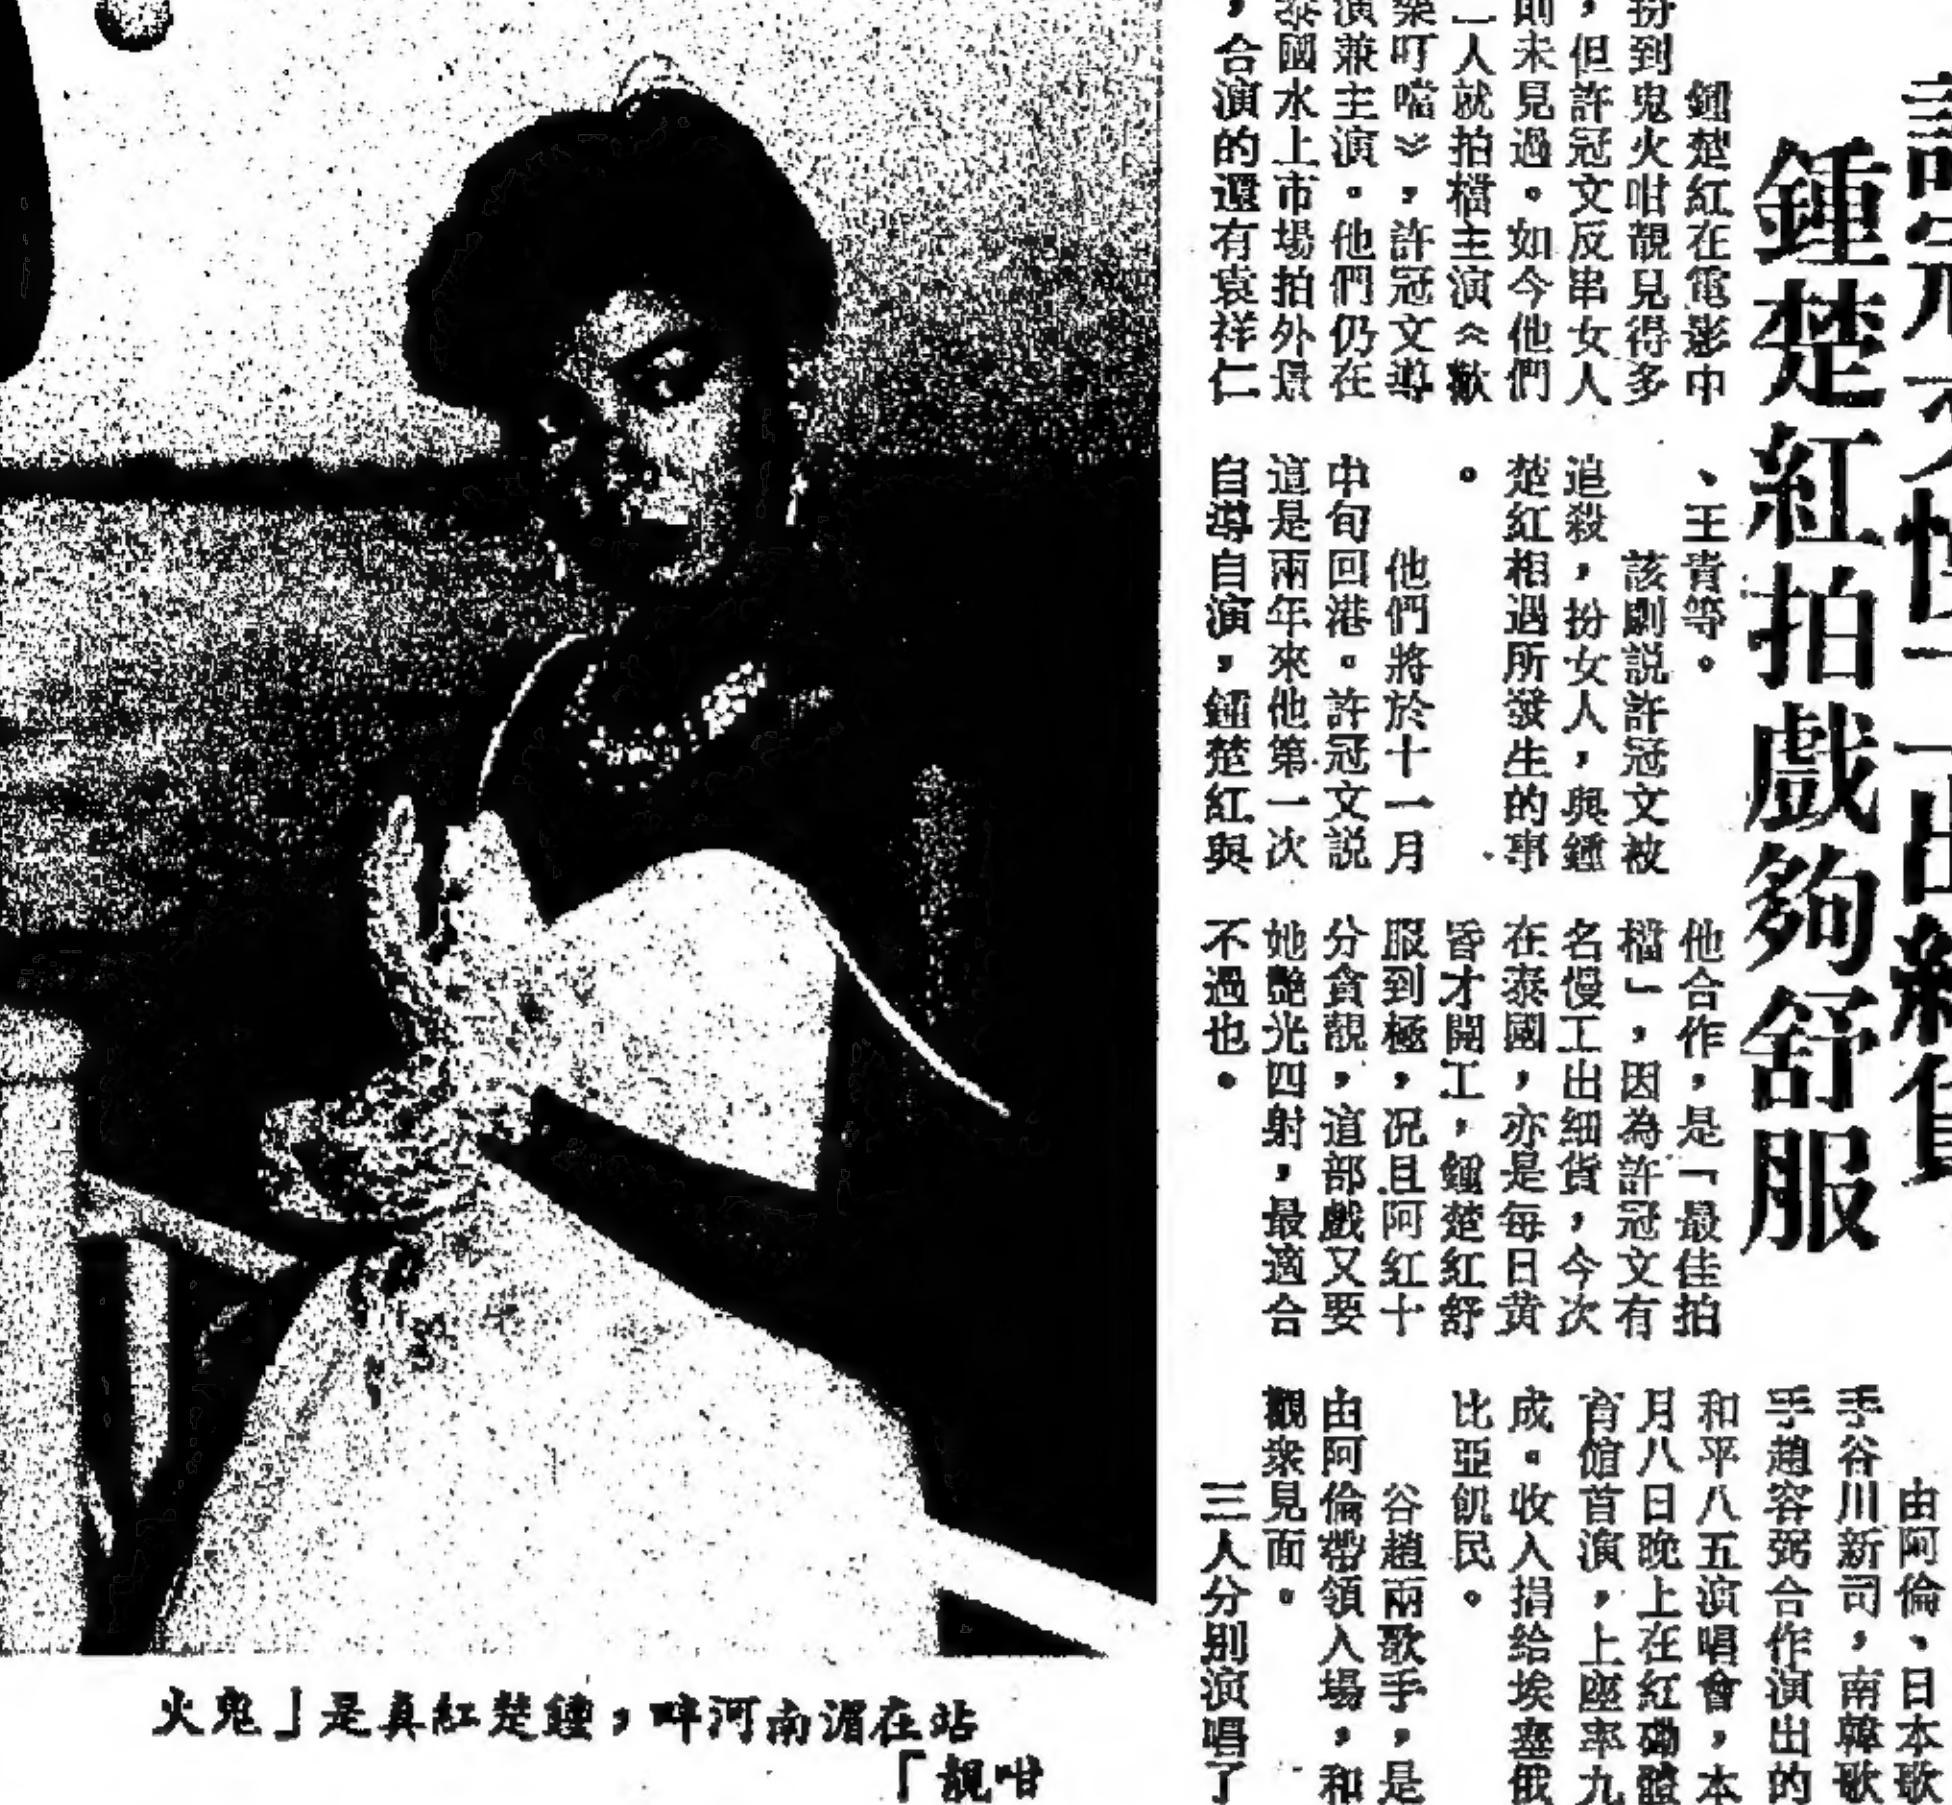 鍾楚紅拍戲夠舒服
鍾楚紅在電影中
扮到鬼火咁靚見得多
，但許冠文反串女人
則未見過。如今他們
二人就拍檔主演《歡
樂叮噹》，許冠文導
演兼主演。他們仍在
泰國水上市場拍外景
，合演的還有袁祥仁
、王青等。
該劇説許冠文被
追殺，扮女人，與鍾
楚紅相遇所發生的事
。
他們將於十一月
中旬回港。許冠文説
這是兩年來他第一次
自導自演，鍾楚紅與
他合作，是「最佳拍
檔」，因為許冠文有
名慢工出細貨，今次
在泰國，亦是每日黄
昏才開工，鍾楚紅舒
服到極，況且阿紅十
分貪靚，這部戲又要
她艷光四射，最適合
不過也。
由阿倫、日本歌
手谷川新司，南韓歌
手趙容弼合作演出的
和平八五演唱會，本
月八日晚上在紅磡體
育館首演，上座率九
成。收入捐給埃塞俄
比亞飢民。
谷趙兩歌手，是
由阿倫帶領入場，和
觀衆見面。
三人分別演唱了
站在湄南河畔，鍾楚紅真是「鬼火
咁靚」